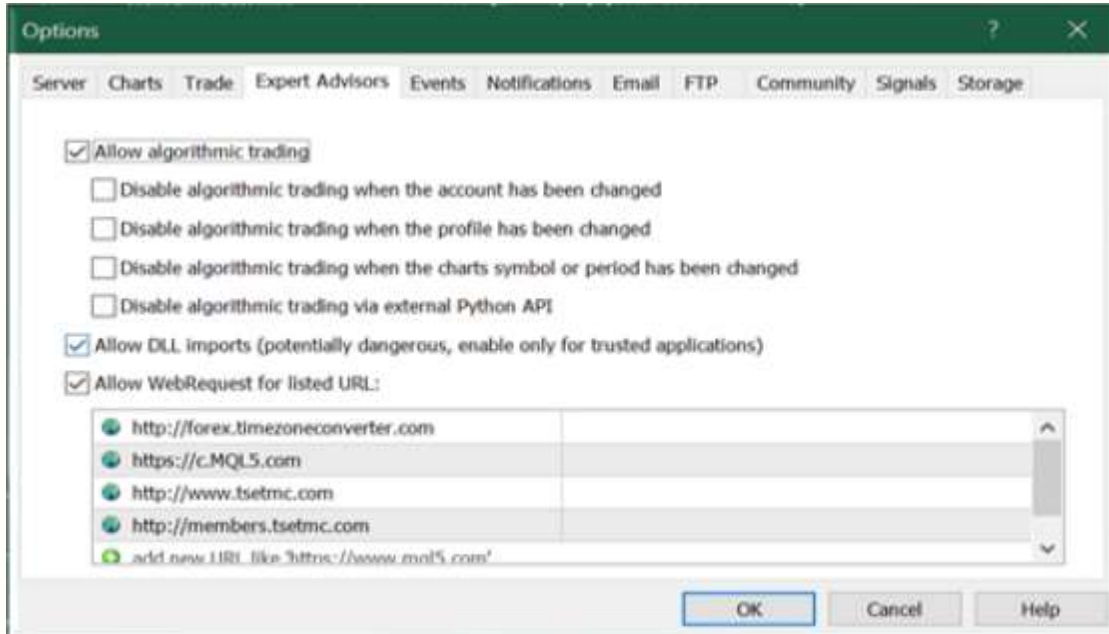 Options
Server Charts Trade Expert Advisors Events Notifications Email FTP Community Signals Storage
Allow algorithmic trading
Disable algorithmic trading when the account has been changed
Disable algorithmic trading when the profile has been changed
Disable algorithmic trading when the charts symbol or period has been changed
Disable algorithmic trading via external Python API
Allow DLL imports (potentially dangerous, enable only for trusted applications)
Allow WebRequest for listed URL:
http://forex.timezoneconverter.com
https://c.MQL5.com
http://www.tsetmc.com
http://members.tsetmc.com
add new URL like 'https://www.mql5.com'
OK Cancel Help